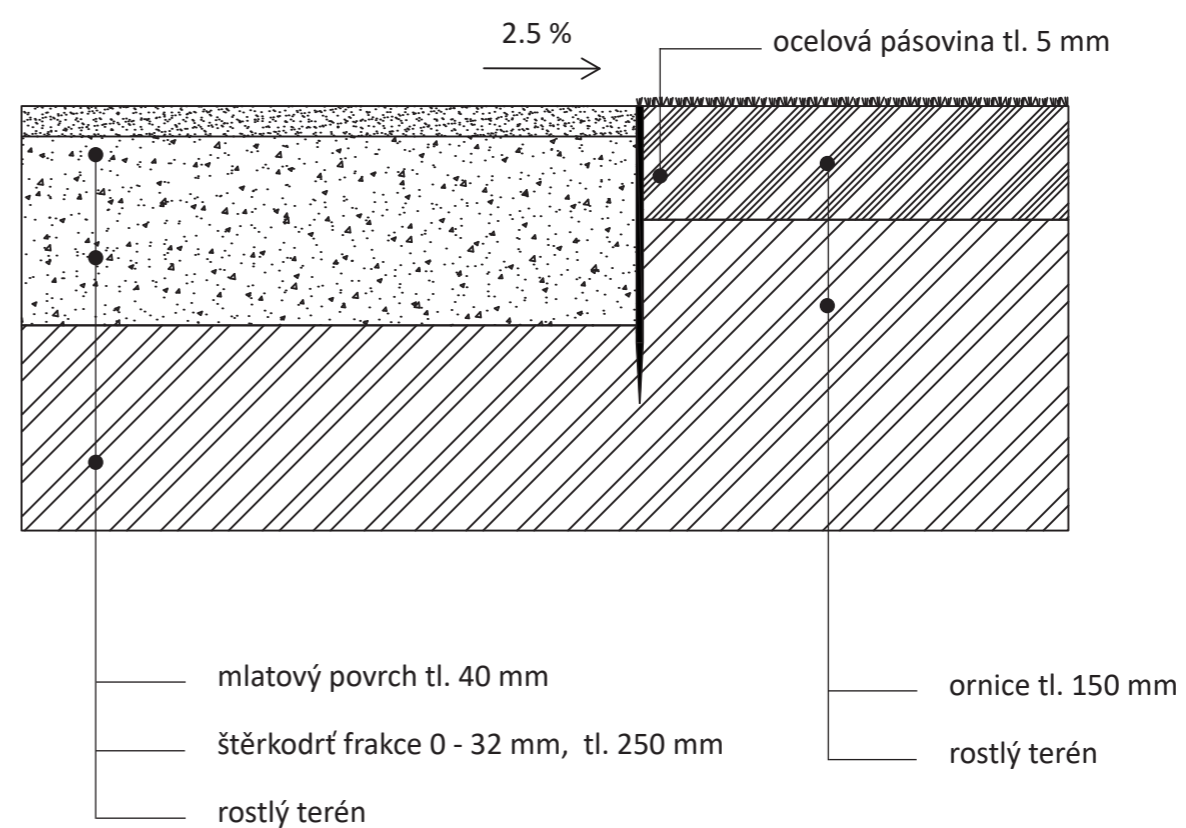 2.5 %
ocelová pásovina tl. 5 mm
mlatový povrch tl. 40 mm
štěrkodrť frakce 0 - 32 mm, tl. 250 mm
rostlý terén
ornice tl. 150 mm
rostlý terén